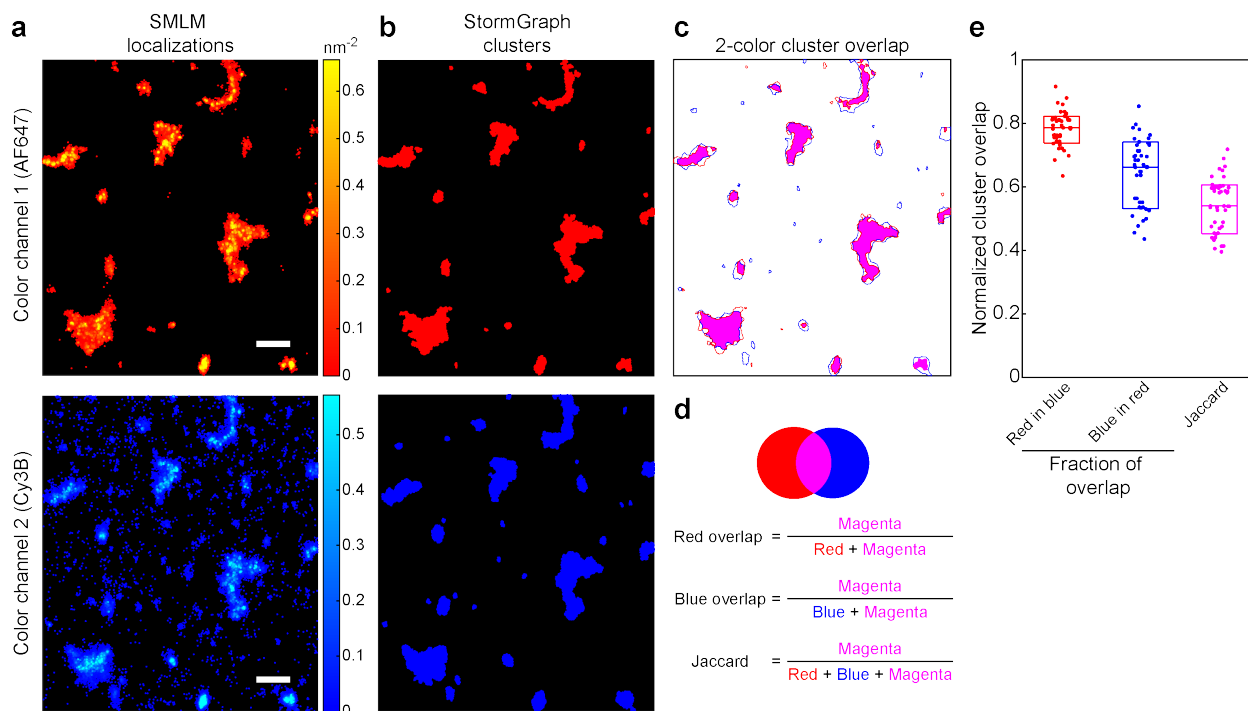 a
SMLM
localizations
nm-2
Color channel 1 (AF647)
0.6
0.5
0.4
0.3
0.2
0.1
0
b
StormGraph
clusters
c
2-color cluster overlap
e
Normalized cluster overlap
1
0.8
0.6
0.4
0.2
0
Red in blue
Blue in red
Jaccard
Fraction of
overlap
Color channel 2 (Cy3B)
0.5
0.4
0.3
0.2
0.1
0
d
Red overlap = Magenta
Red + Magenta
Blue overlap = Magenta
Blue + Magenta
Jaccard = Magenta
Red + Blue + Magenta